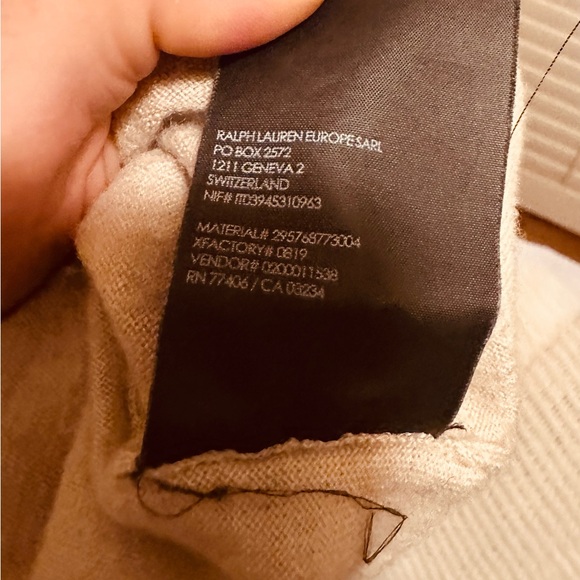 RALPH LAUREN EUROPE SARL
PO BOX 2572
1211 GENEVA 2
SWITZERLAND
NIF# IT03945310963
MATERIAL# 295768773004
XFACTORY# 0819
VENDOR# 0200011538
RN 77406 / CA 03234